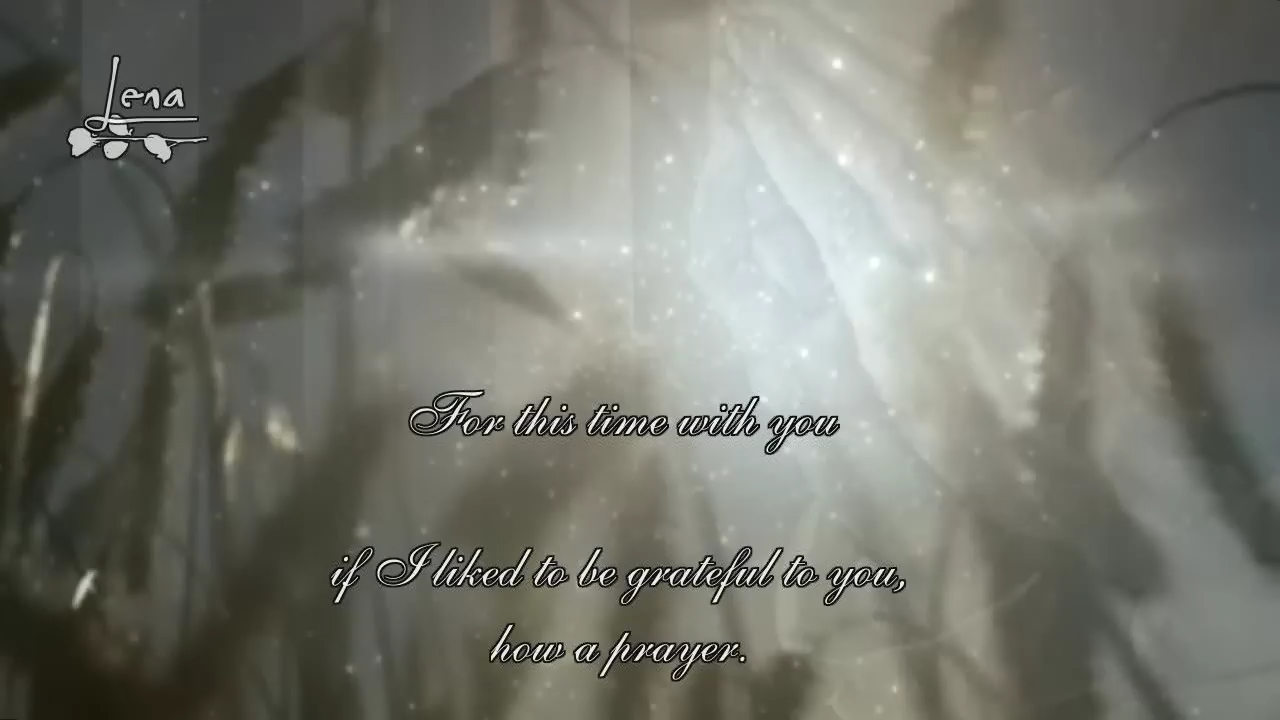 Lena
For this time with you
if I liked to be grateful to you,
how a prayer.